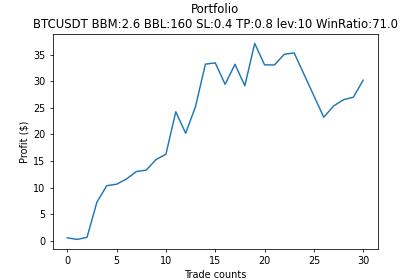 Portfolio
BTCUSDT BBM:2.6 BBL:160 SL:0.4 TP:0.8 lev:10 WinRatio:71.0
35
30
25
20
15
10
5
0
Profit ($)
0 5 10 15 20 25 30
Trade counts